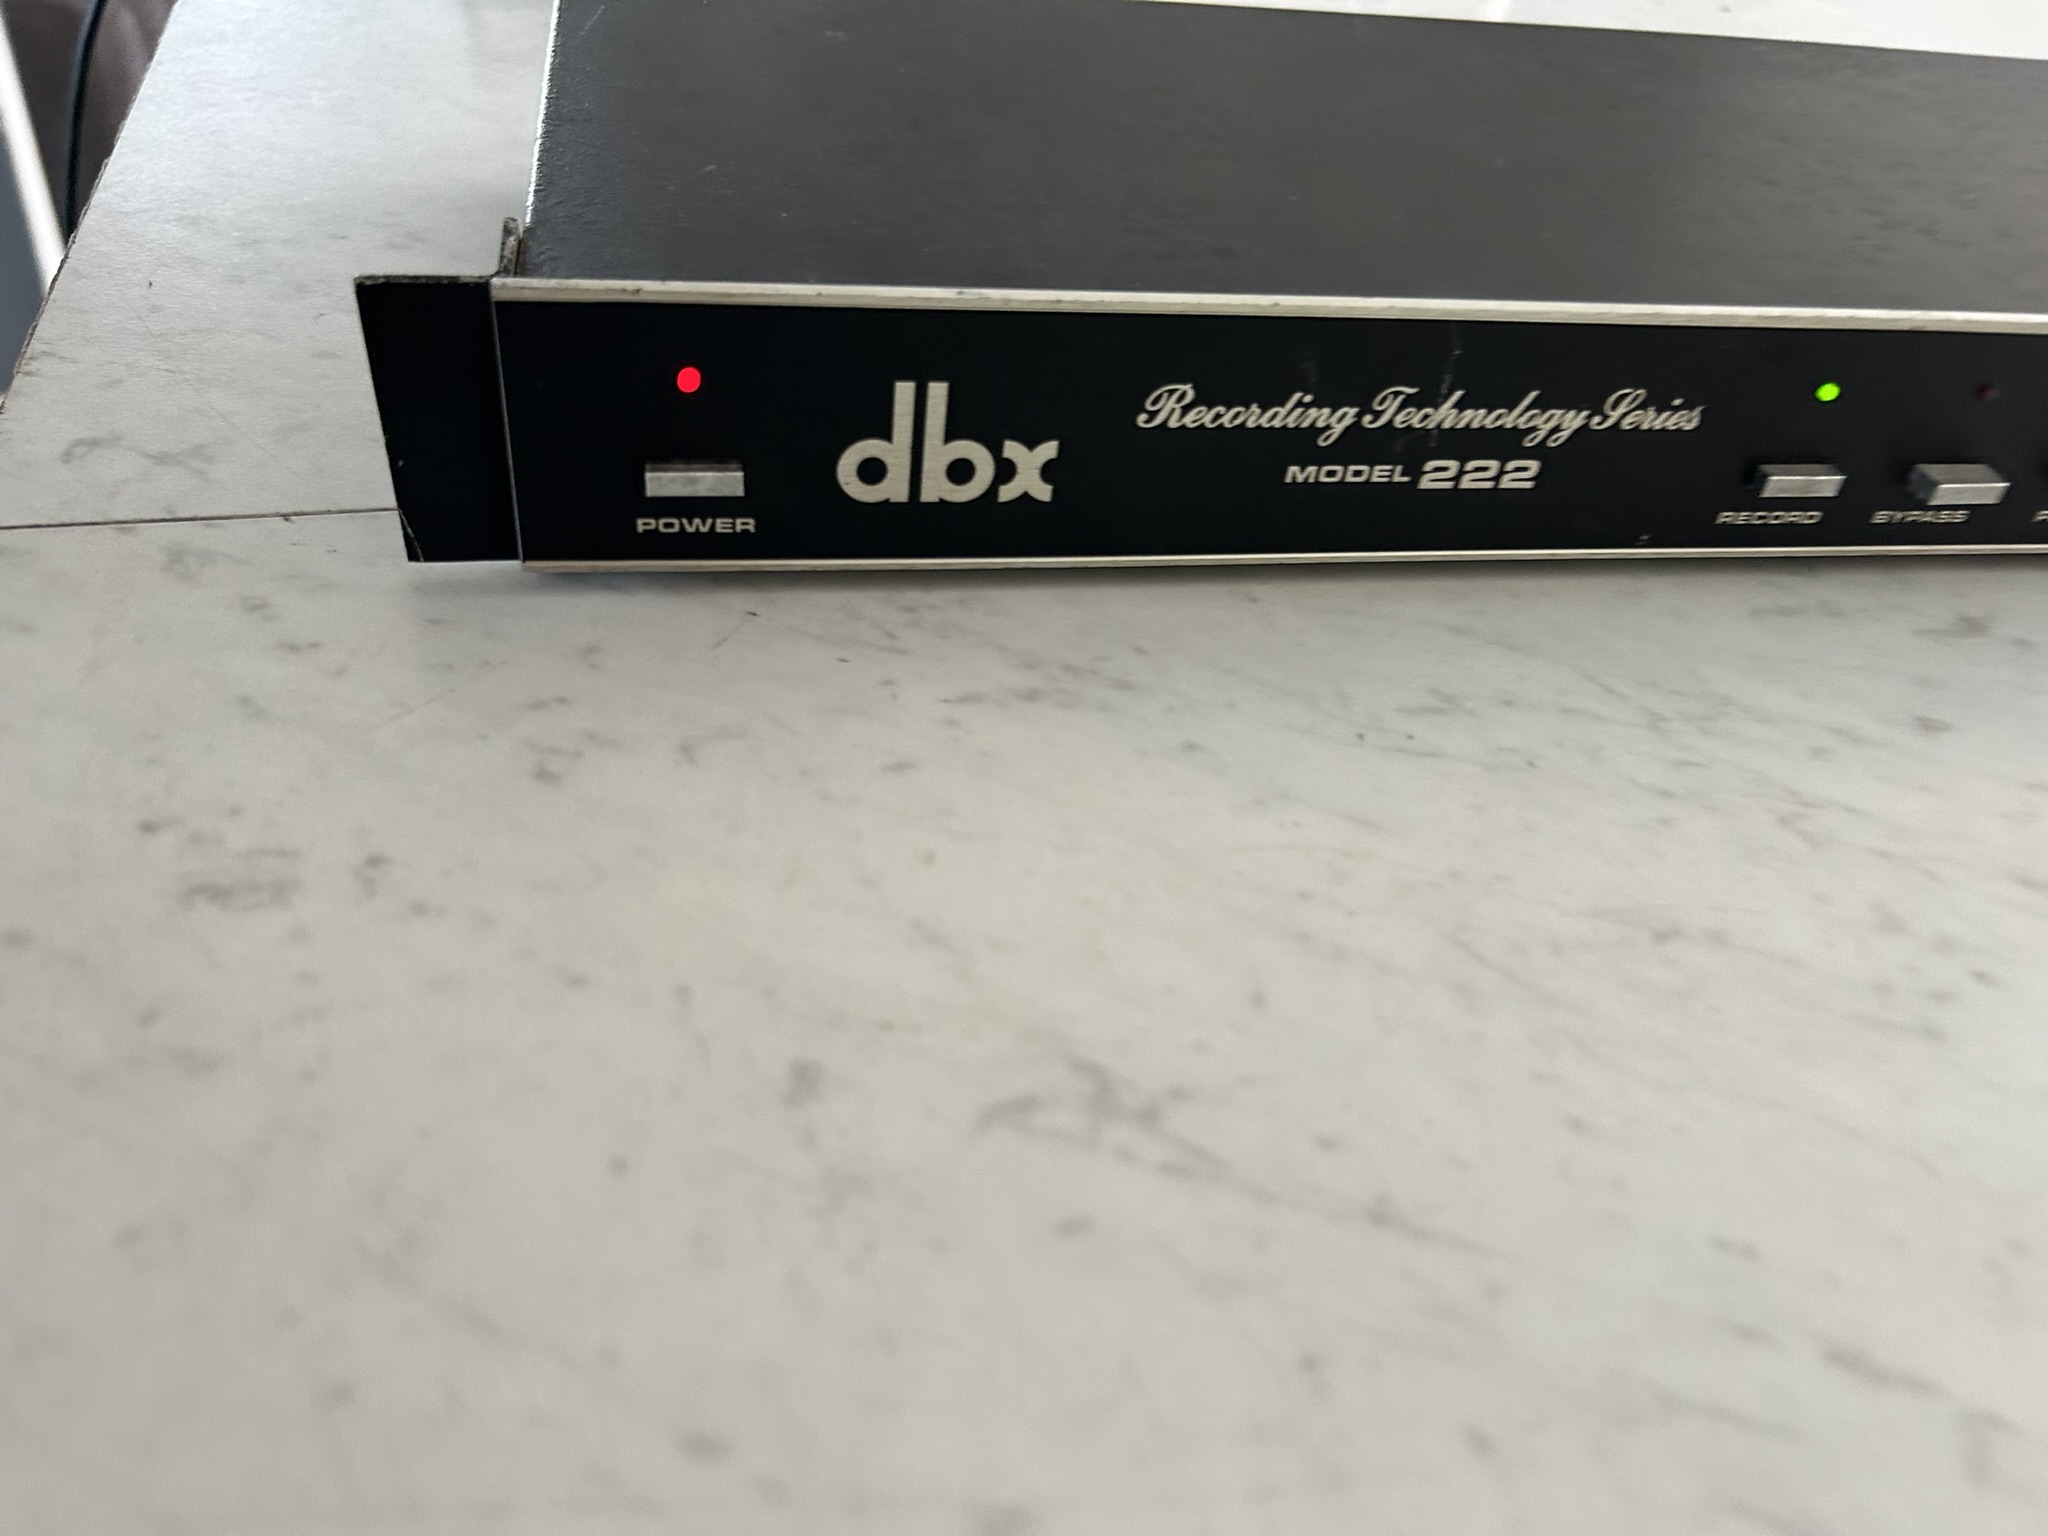 dbx
Recording Technology Series
MODEL 222
POWER
RECORD
BYPASS